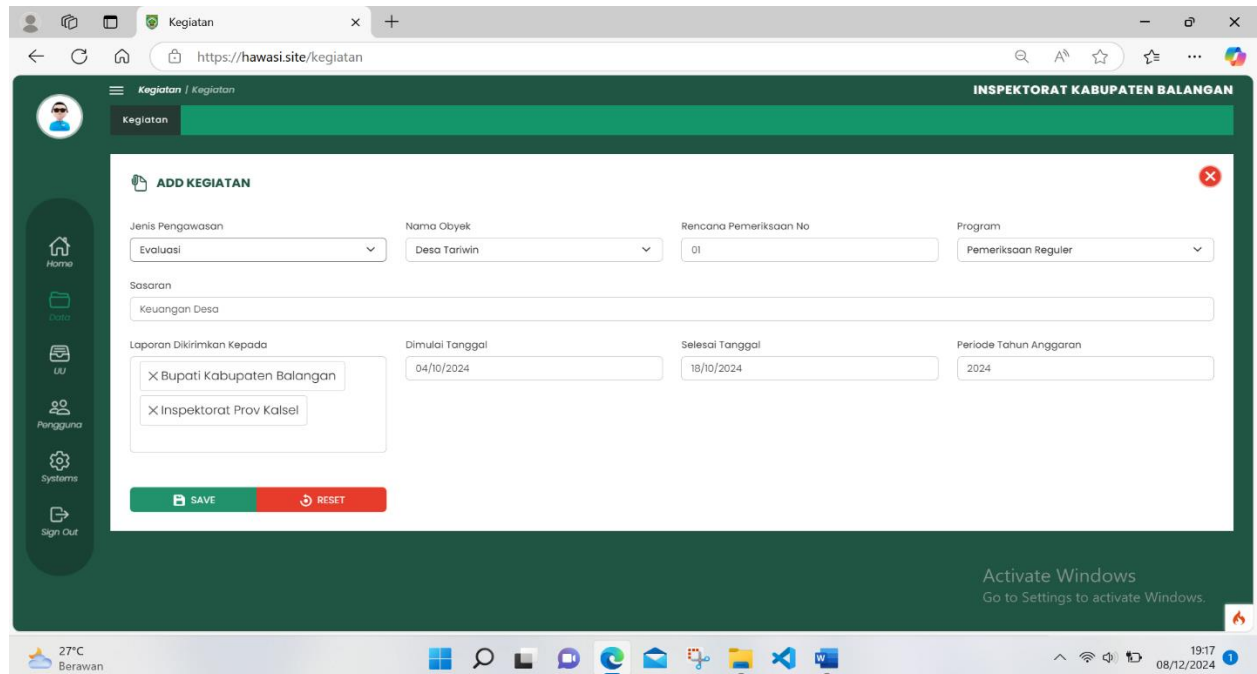 Kegiatan
https://hawasi.site/kegiatan
Kegiatan | Kegiatan
INSPEKTORAT KABUPATEN BALANGAN
Kegiatan
ADD KEGIATAN
Jenis Pengawasan
Nama Obyek
Rencana Pemeriksaan No
Program
Evaluasi
Desa Tariwin
01
Pemeriksaan Reguler
Sasaran
Keuangan Desa
Laporan Dikirimkan Kepada
Dimulai Tanggal
Selesai Tanggal
Periode Tahun Anggaran
Bupati Kabupaten Balangan
Inspektorat Prov Kalsel
04/10/2024
18/10/2024
2024
SAVE
RESET
Home
Data
UU
Pengguna
Systems
Sign Out
Activate Windows
Go to Settings to activate Windows.
27°C
Berawan
19:17
08/12/2024
1